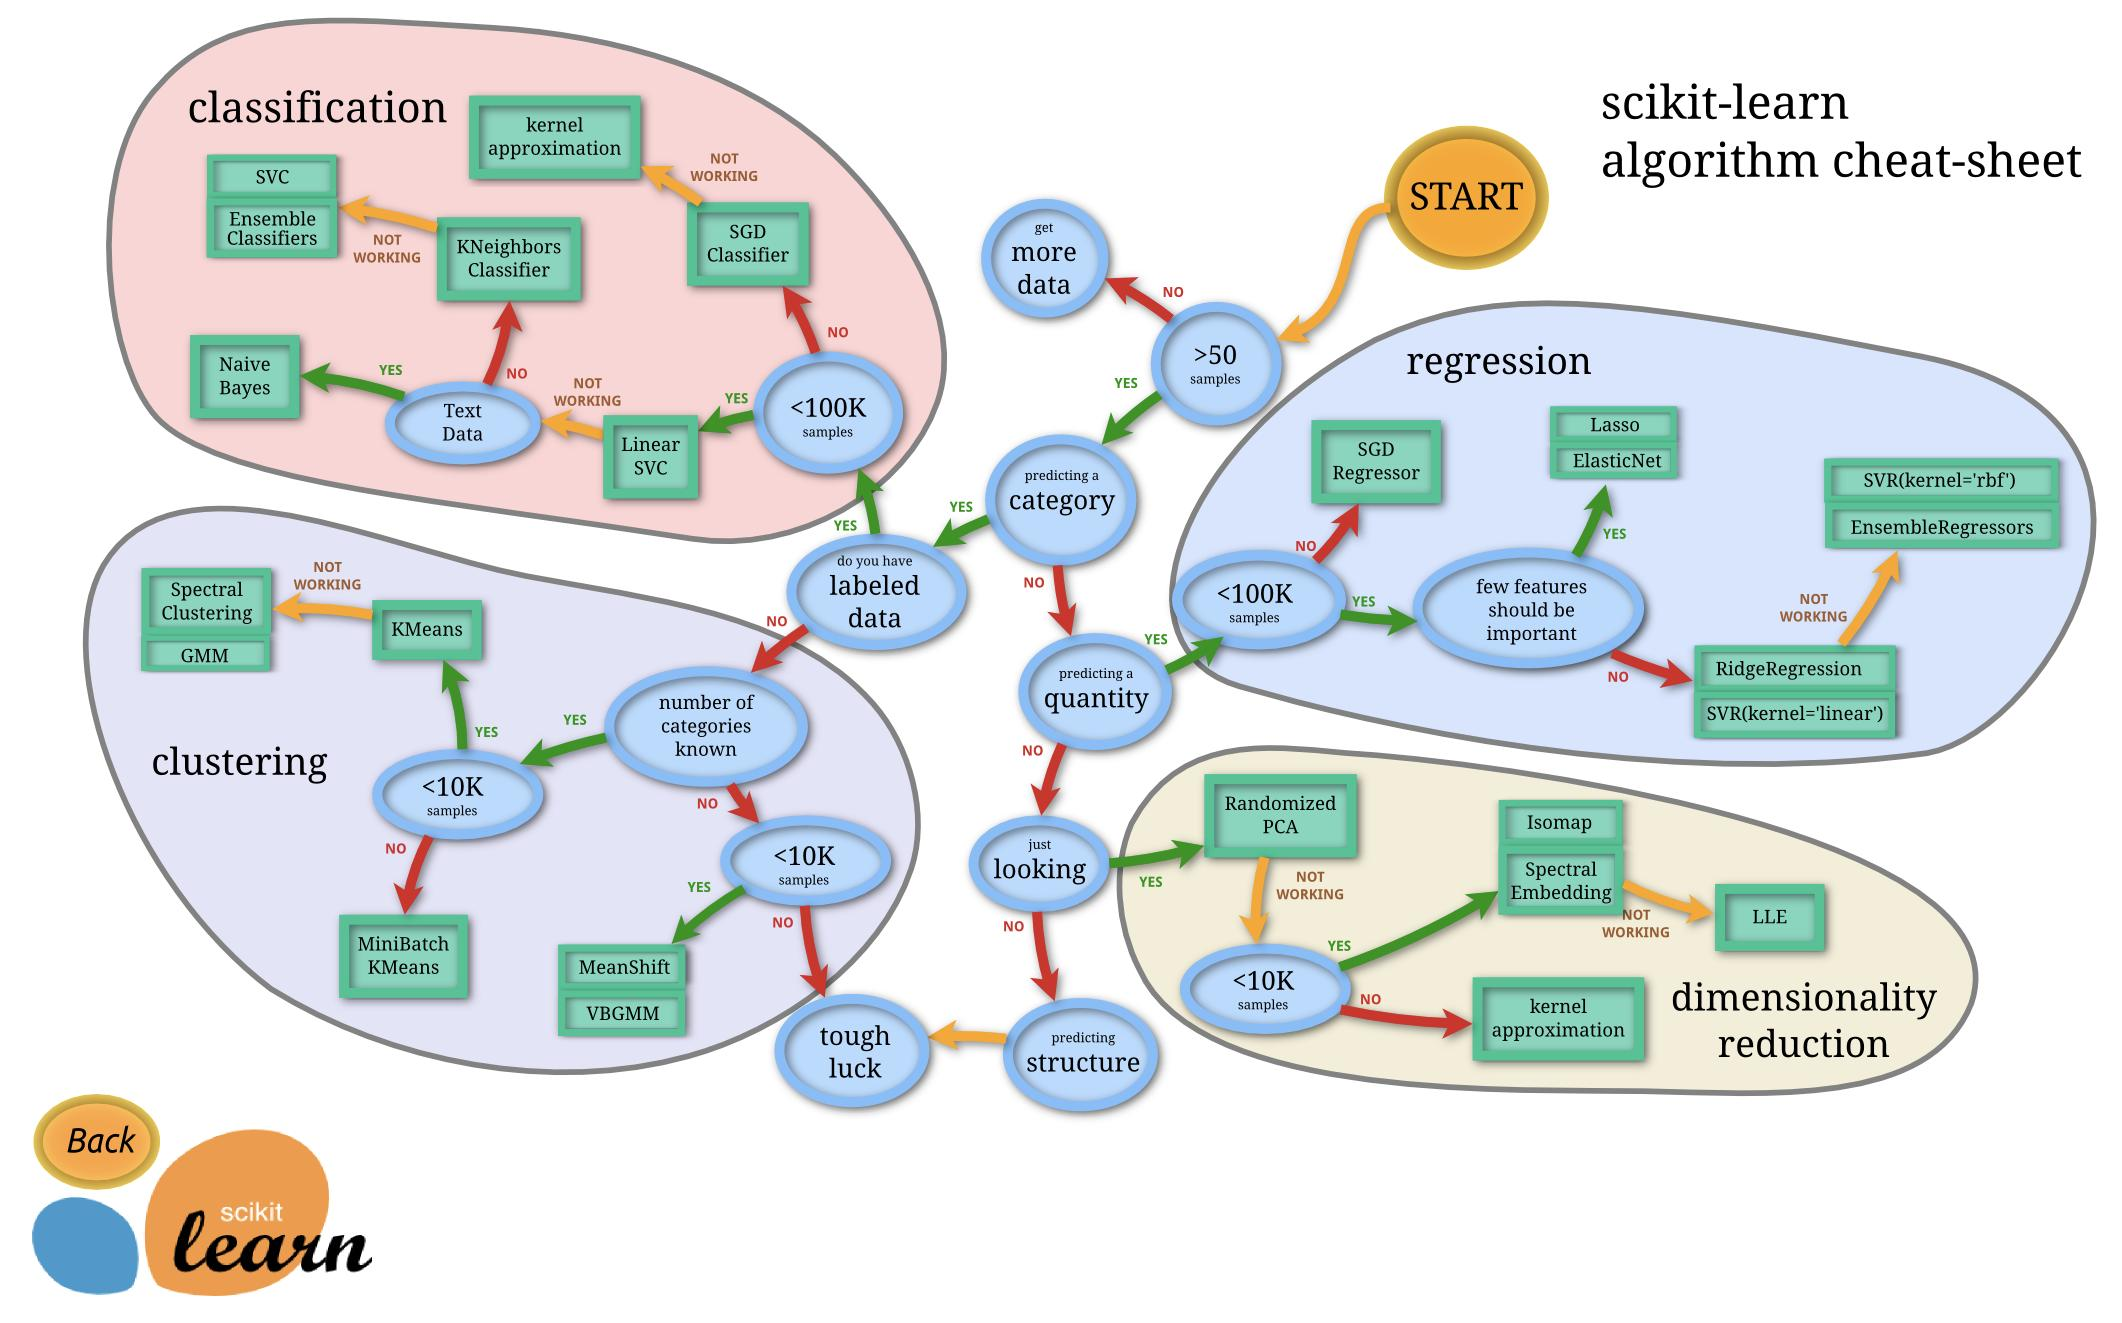 scikit-learn
algorithm cheat-sheet
START
>50
samples
NO
get
more
data
YES
predicting a
category
YES
do you have
labeled
data
YES
NO
NO
predicting a
quantity
YES
NO
just
looking
YES
NO
predicting
structure
tough
luck
classification
<100K
samples
NO
SGD
Classifier
NOT
WORKING
kernel
approximation
YES
Linear
SVC
NOT
WORKING
Text
Data
YES
Naive
Bayes
NO
KNeighbors
Classifier
NOT
WORKING
SVC
Ensemble
Classifiers
clustering
number of
categories
known
YES
<10K
samples
YES
KMeans
NOT
WORKING
Spectral
Clustering
GMM
NO
MiniBatch
KMeans
NO
<10K
samples
YES
MeanShift
VBGMM
NO
regression
<100K
samples
NO
SGD
Regressor
YES
few features
should be
important
YES
Lasso
ElasticNet
NO
RidgeRegression
SVR(kernel='linear')
NOT
WORKING
SVR(kernel='rbf')
EnsembleRegressors
dimensionality
reduction
Randomized
PCA
NOT
WORKING
<10K
samples
YES
Isomap
Spectral
Embedding
NOT
WORKING
LLE
NO
kernel
approximation
Back
scikit
learn